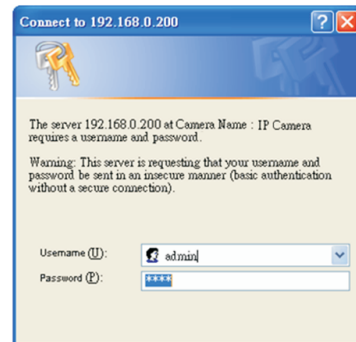 Connect to 192.168.0.200
The server 192.168.0.200 at Camera Name : IP Camera
requires a username and password.
Warning: This server is requesting that your username and
password be sent in an insecure manner (basic authentication
without a secure connection).
Username (U):
admin
Password (P):
****